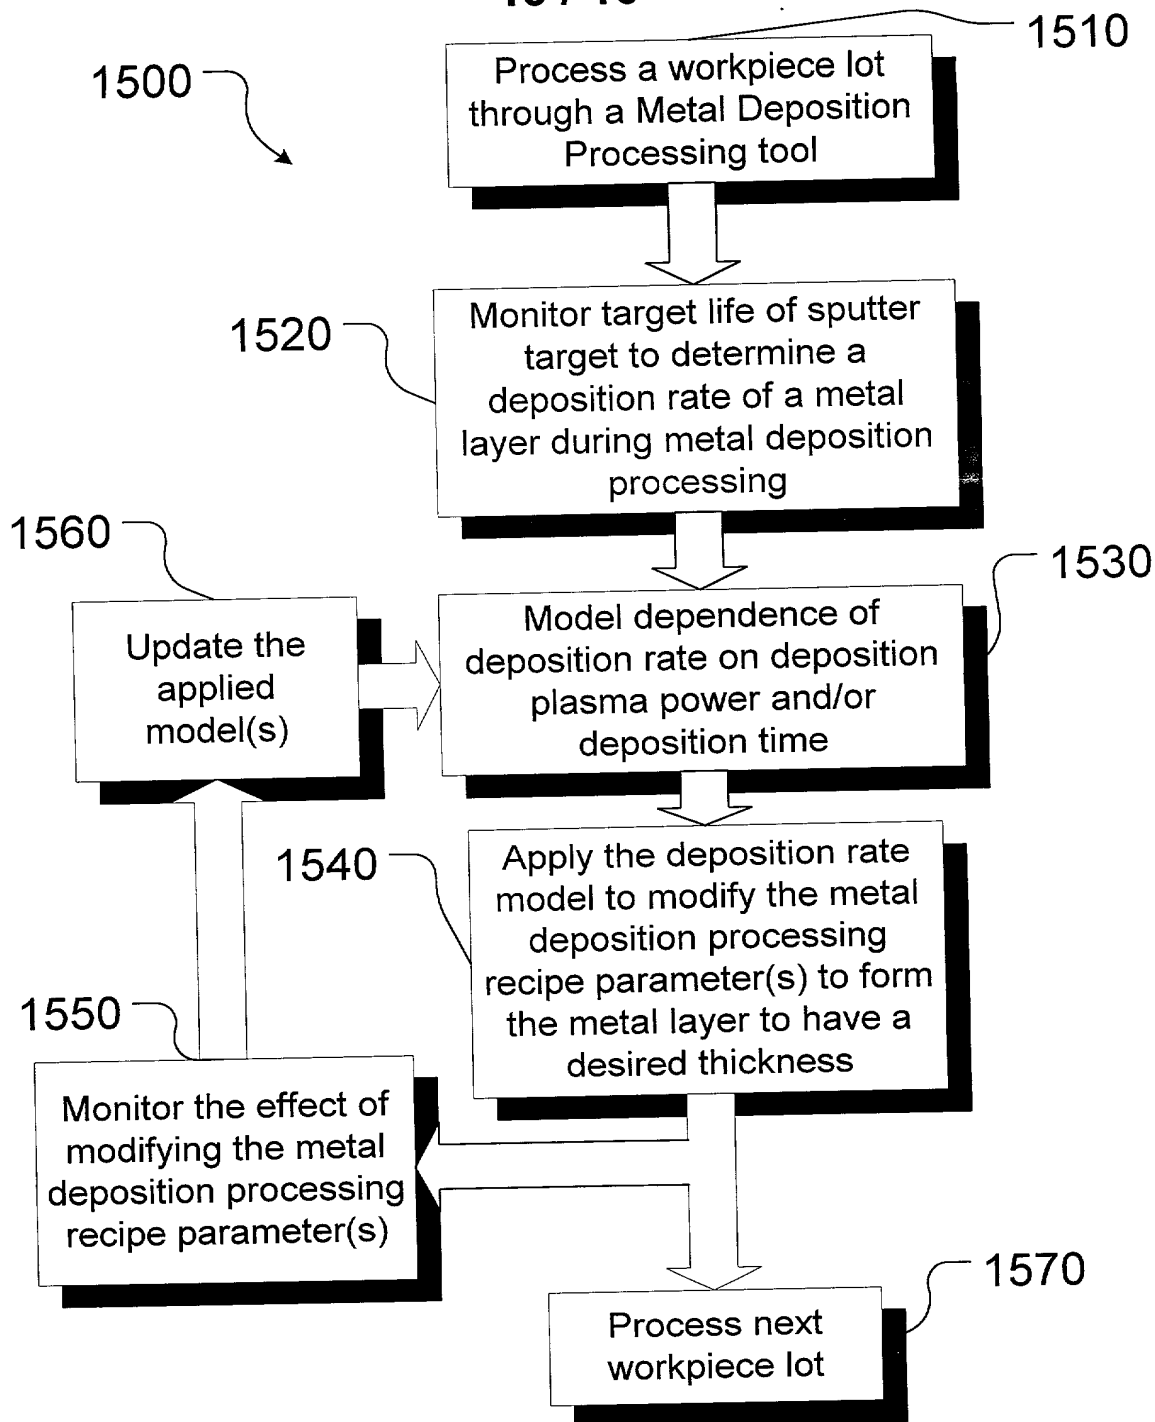 1510
Process a workpiece lot
through a Metal Deposition
Processing tool
1500
1520
Monitor target life of sputter
target to determine a
deposition rate of a metal
layer during metal deposition
processing
1560
1530
Update the
applied
model(s)
Model dependence of
deposition rate on deposition
plasma power and/or
deposition time
1540
Apply the deposition rate
model to modify the metal
deposition processing
recipe parameter(s) to form
the metal layer to have a
desired thickness
1550
Monitor the effect of
modifying the metal
deposition processing
recipe parameter(s)
1570
Process next
workpiece lot